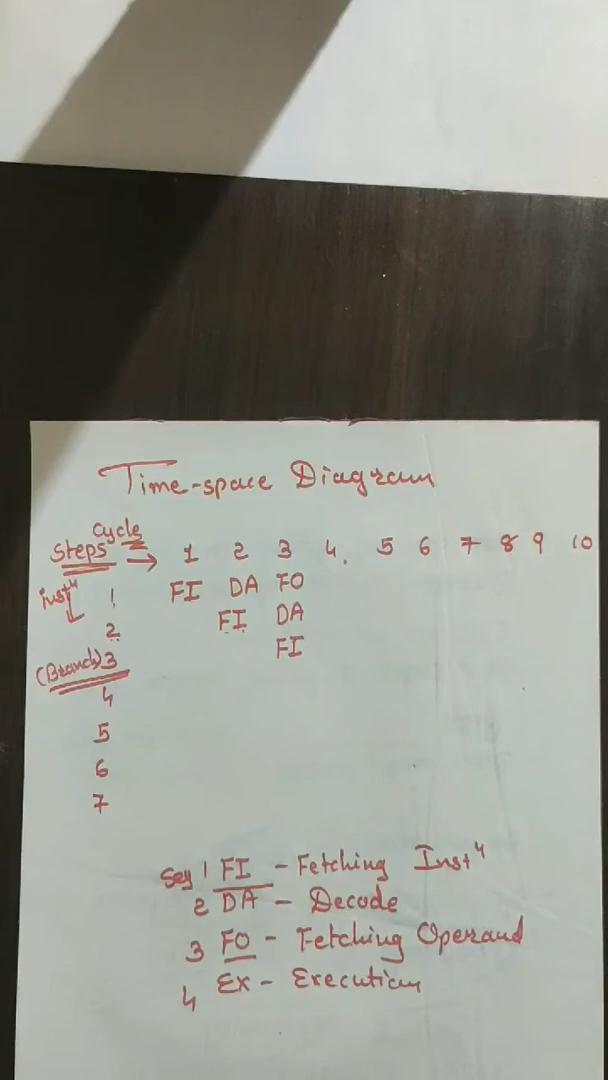 Time-space Diagram
Cycle
Steps → 1 2 3 4. 5 6 7 8 9 10
Inst^n 1 FI DA FO
2 FI DA
(Branch) 3 FI
4
5
6
7
Seg 1 FI - Fetching Inst^n
2 DA - Decode
3 FO - Fetching Operand
4 EX - Execution